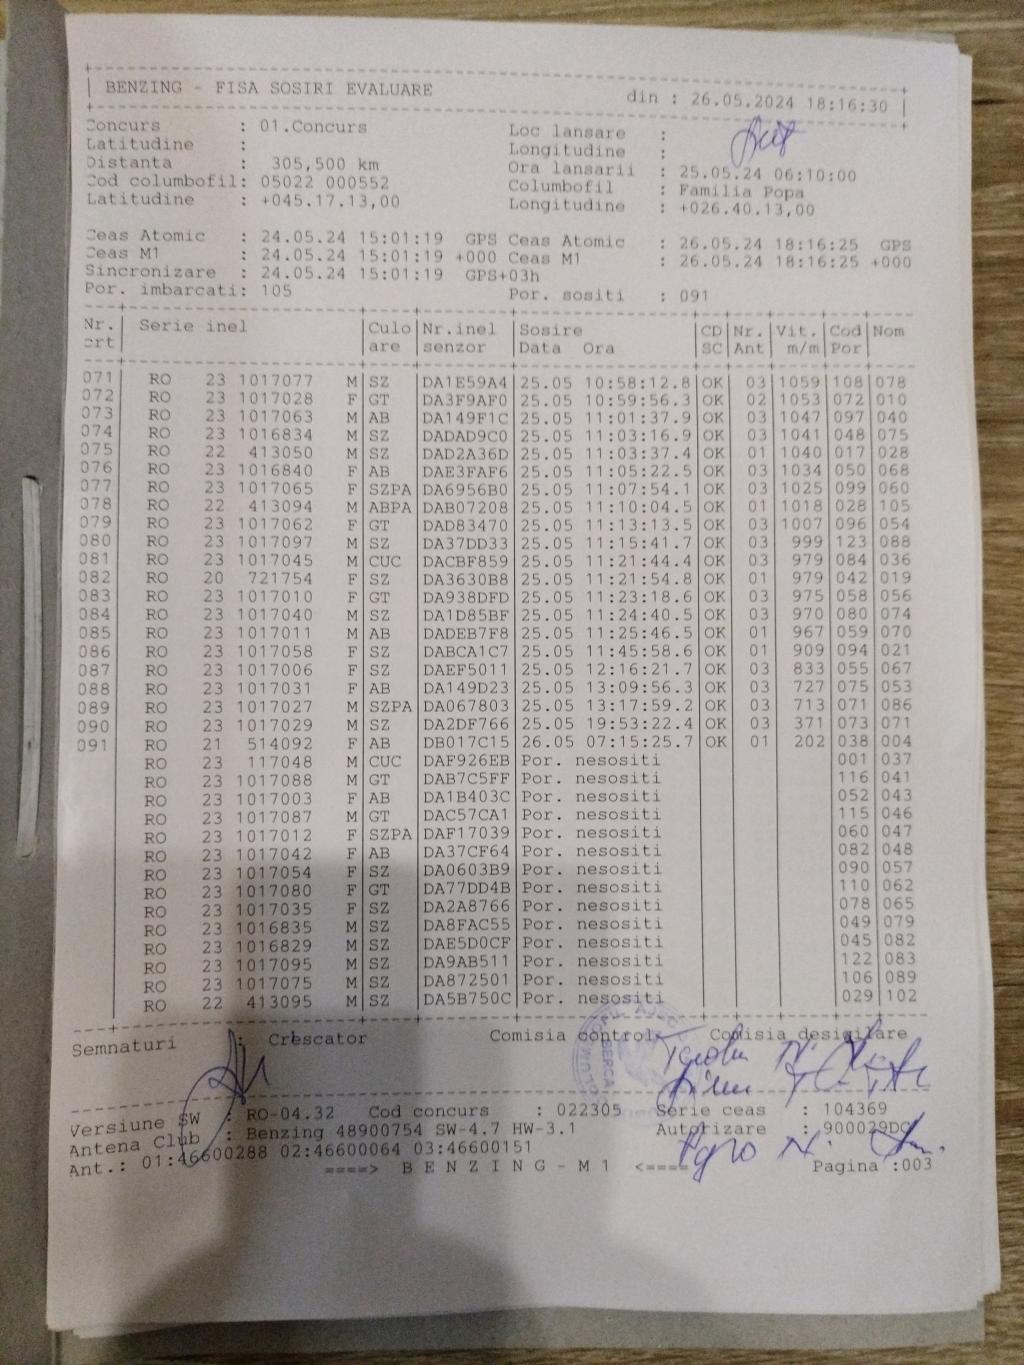 BENZING - FISA SOSIRI EVALUARE din : 26.05.2024 18:16:30
Concurs : 01.Concurs Loc lansare :
Latitudine : Longitudine :
Distanta : 305,500 km Ora lansarii : 25.05.24 06:10:00
Cod columbofil: 05022 000552 Columbofil : Familia Popa
Latitudine : +045.17.13,00 Longitudine : +026.40.13,00
Ceas Atomic : 24.05.24 15:01:19 GPS Ceas Atomic : 26.05.24 18:16:25 GPS
Ceas M1 : 24.05.24 15:01:19 +000 Ceas M1 : 26.05.24 18:16:25 +000
Sincronizare : 24.05.24 15:01:19 GPS+03h
Por. imbarcati: 105 Por. sositi : 091
Nr. Serie inel Culo Nr.inel Sosire CD Nr. Vit. Cod Nom
crt are senzor Data Ora SC Ant m/m Por
071 RO 23 1017077 M SZ DA1E59A4 25.05 10:58:12.8 OK 03 1059 108 078
072 RO 23 1017028 F GT DA3F9AF0 25.05 10:59:56.3 OK 02 1053 072 010
073 RO 23 1017063 M AB DA149F1C 25.05 11:01:37.9 OK 03 1047 097 040
074 RO 23 1016834 M SZ DADAD9C0 25.05 11:03:16.9 OK 03 1041 048 075
075 RO 22 413050 M SZ DAD2A36D 25.05 11:03:37.4 OK 01 1040 017 028
076 RO 23 1016840 F AB DAE3FAF6 25.05 11:05:22.5 OK 03 1034 050 068
077 RO 23 1017065 F SZPA DA6956B0 25.05 11:07:54.1 OK 03 1025 099 060
078 RO 22 413094 M ABPA DAB07208 25.05 11:10:04.5 OK 01 1018 028 105
079 RO 23 1017062 F GT DAD83470 25.05 11:13:13.5 OK 03 1007 096 054
080 RO 23 1017097 M SZ DA37DD33 25.05 11:15:41.7 OK 03 999 123 088
081 RO 23 1017045 M CUC DACBF859 25.05 11:21:44.4 OK 03 979 084 036
082 RO 20 721754 F SZ DA3630B8 25.05 11:21:54.8 OK 01 979 042 019
083 RO 23 1017010 F GT DA938DFD 25.05 11:23:18.6 OK 03 975 058 056
084 RO 23 1017040 M SZ DA1D85BF 25.05 11:24:40.5 OK 03 970 080 074
085 RO 23 1017011 M AB DADEB7F8 25.05 11:25:46.5 OK 01 967 059 070
086 RO 23 1017058 F SZ DABCA1C7 25.05 11:45:58.6 OK 01 909 094 021
087 RO 23 1017006 F SZ DAEF5011 25.05 12:16:21.7 OK 03 833 055 067
088 RO 23 1017031 F AB DA149D23 25.05 13:09:56.3 OK 03 727 075 053
089 RO 23 1017027 M SZPA DA067803 25.05 13:17:59.2 OK 03 713 071 086
090 RO 23 1017029 M SZ DA2DF766 25.05 19:53:22.4 OK 03 371 073 071
091 RO 21 514092 F AB DB017C15 26.05 07:15:25.7 OK 01 202 038 004
RO 23 117048 M CUC DAF926EB Por. nesositi 001 037
RO 23 1017088 M GT DAB7C5FF Por. nesositi 116 041
RO 23 1017003 F AB DA1B403C Por. nesositi 052 043
RO 23 1017087 M GT DAC57CA1 Por. nesositi 115 046
RO 23 1017012 F SZPA DAF17039 Por. nesositi 060 047
RO 23 1017042 F AB DA37CF64 Por. nesositi 082 048
RO 23 1017054 F SZ DA0603B9 Por. nesositi 090 057
RO 23 1017080 F GT DA77DD4B Por. nesositi 110 062
RO 23 1017035 F SZ DA2A8766 Por. nesositi 078 065
RO 23 1016835 M SZ DA8FAC55 Por. nesositi 049 079
RO 23 1016829 M SZ DAE5D0CF Por. nesositi 045 082
RO 23 1017095 M SZ DA9AB511 Por. nesositi 122 083
RO 23 1017075 M SZ DA872501 Por. nesositi 106 089
RO 22 413095 M SZ DA5B750C Por. nesositi 029 102
Semnaturi : Crescator Comisia control Comisia desigilare
Versiune SW : RO-04.32 Cod concurs : 022305 Serie ceas : 104369
Antena Club : Benzing 48900754 SW-4.7 HW-3.1 Autorizare : 900029DC
Ant.: 01:46600288 02:46600064 03:46600151
====> B E N Z I N G - M 1 <==== Pagina :003